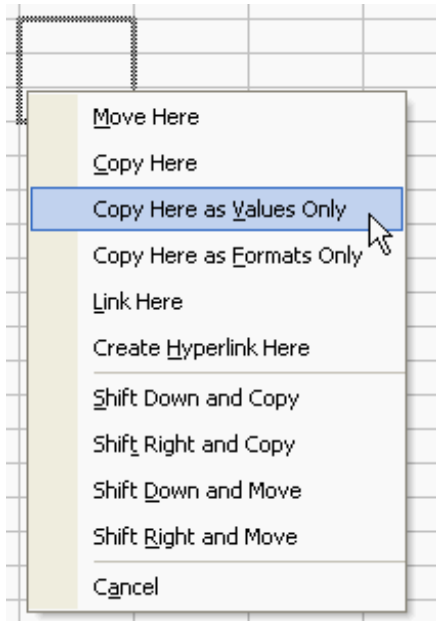 Move Here
Copy Here
Copy Here as Values Only
Copy Here as Formats Only
Link Here
Create Hyperlink Here
Shift Down and Copy
Shift Right and Copy
Shift Down and Move
Shift Right and Move
Cancel